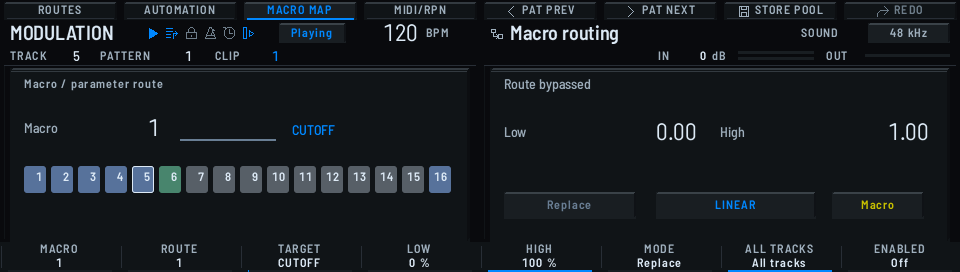 ROUTES AUTOMATION MACRO MAP MIDI/RPN PAT PREV PAT NEXT STORE POOL REDO
MODULATION Playing 120 BPM Macro routing SOUND 48 kHz
TRACK 5 PATTERN 1 CLIP 1 IN 0 dB OUT
Macro / parameter route
Route bypassed
Macro 1 CUTOFF
Low 0.00 High 1.00
1 2 3 4 5 6 7 8 9 10 11 12 13 14 15 16
Replace LINEAR Macro
MACRO ROUTE TARGET LOW HIGH MODE ALL TRACKS ENABLED
1 1 CUTOFF 0 % 100 % Replace All tracks Off